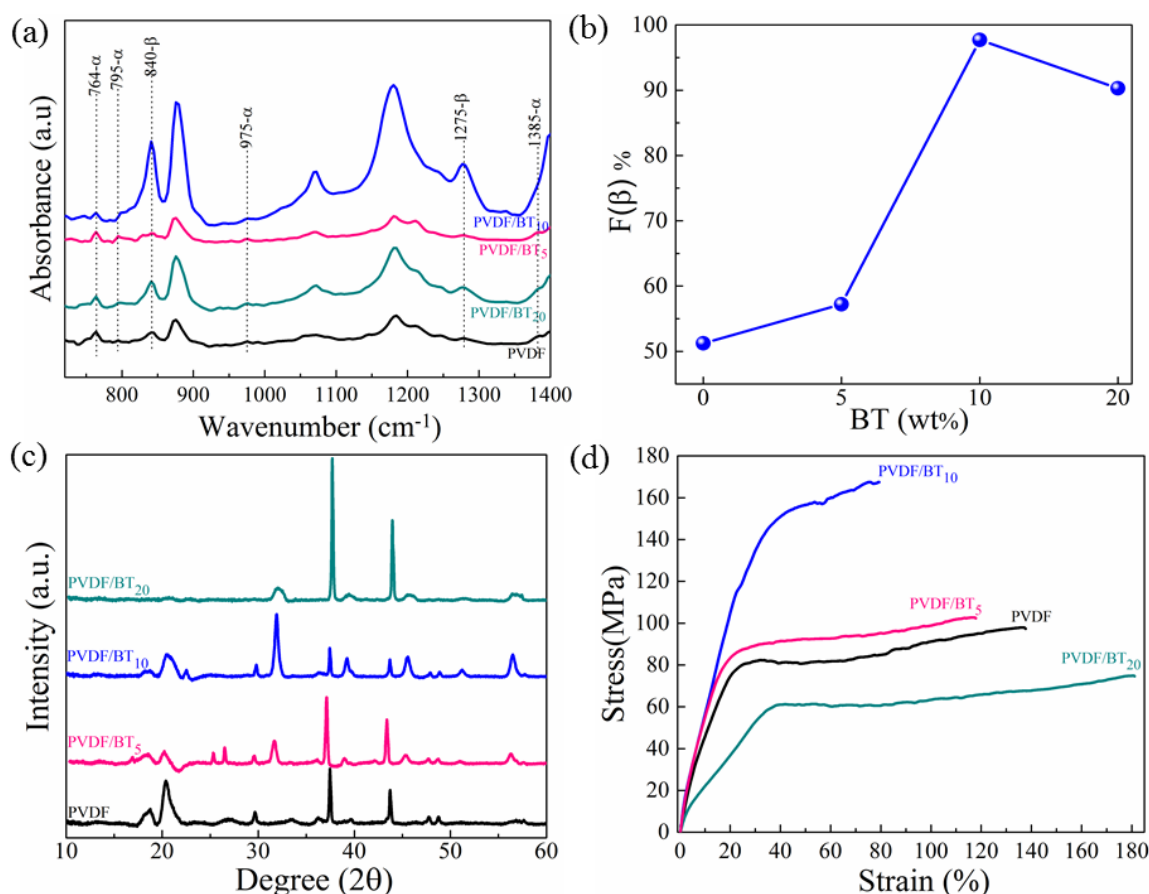 (a)
764-α
795-α
840-β
975-α
1275-β
1385-α
PVDF/BT10
PVDF/BT5
PVDF/BT20
PVDF
Absorbance (a.u)
800 900 1000 1100 1200 1300 1400
Wavenumber (cm-1)
(b)
100
90
80
70
60
50
F(β) %
0 5 10 20
BT (wt%)
(c)
PVDF/BT20
PVDF/BT10
PVDF/BT5
PVDF
Intensity (a.u.)
10 20 30 40 50 60
Degree (2θ)
(d)
180
160
140
120
100
80
60
40
20
0
PVDF/BT10
PVDF/BT5
PVDF
PVDF/BT20
Stress(MPa)
0 20 40 60 80 100 120 140 160 180
Strain (%)